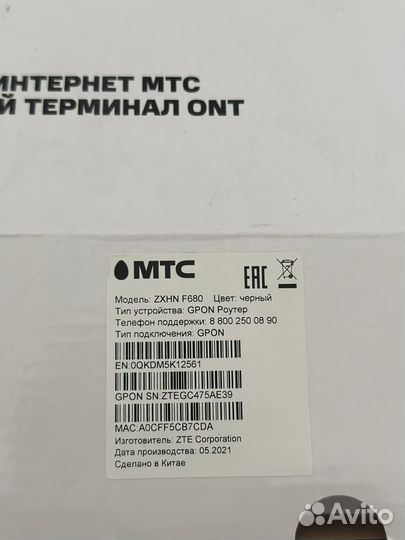 ИНТЕРНЕТ МТС
Й ТЕРМИНАЛ ONT
МТС
EAC
Модель: ZXHN F680 Цвет: черный
Тип устройства: GPON Роутер
Телефон поддержки: 8 800 250 08 90
Тип подключения: GPON
EN:0QKDM5K12561
GPON SN:ZTEGC475AE39
MAC:A0CFF5CB7CDA
Изготовитель: ZTE Corporation
Дата производства: 05.2021
Сделано в Китае
Avito